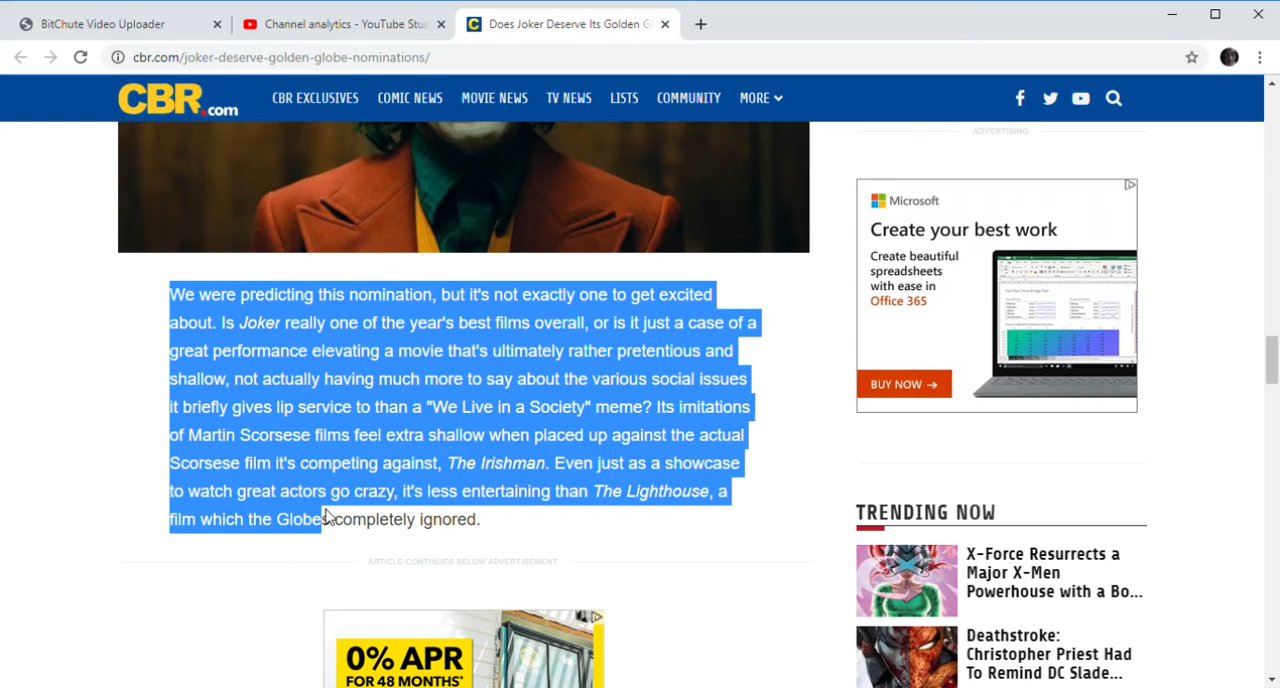 BitChute Video Uploader
Channel analytics - YouTube Stu
Does Joker Deserve Its Golden G
cbr.com/joker-deserve-golden-globe-nominations/
CBR.com
CBR EXCLUSIVES COMIC NEWS MOVIE NEWS TV NEWS LISTS COMMUNITY MORE
ADVERTISING
We were predicting this nomination, but it's not exactly one to get excited
about. Is Joker really one of the year's best films overall, or is it just a case of a
great performance elevating a movie that's ultimately rather pretentious and
shallow, not actually having much more to say about the various social issues
it briefly gives lip service to than a "We Live in a Society" meme? Its imitations
of Martin Scorsese films feel extra shallow when placed up against the actual
Scorsese film it's competing against, The Irishman. Even just as a showcase
to watch great actors go crazy, it's less entertaining than The Lighthouse, a
film which the Globes completely ignored.
ARTICLE CONTINUES BELOW ADVERTISEMENT
0% APR
FOR 48 MONTHS*
Microsoft
Create your best work
Create beautiful
spreadsheets
with ease in
Office 365
BUY NOW →
TRENDING NOW
X-Force Resurrects a
Major X-Men
Powerhouse with a Bo...
Deathstroke:
Christopher Priest Had
To Remind DC Slade...